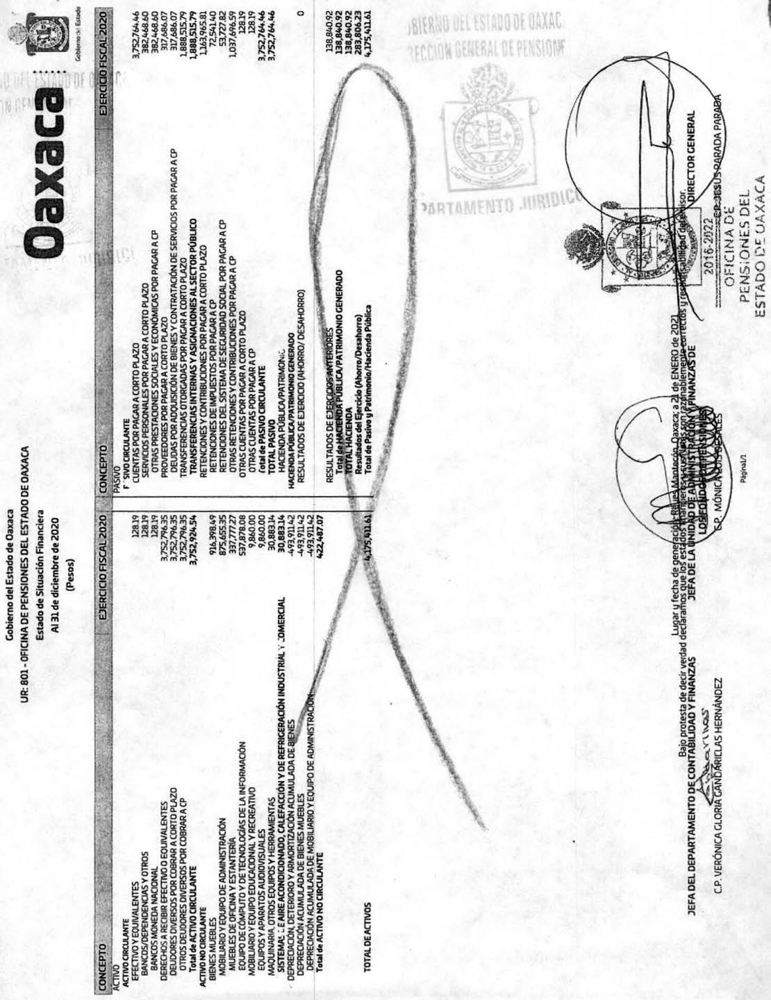 Gobierno del Estado de Oaxaca
UR: 801 - OFICINA DE PENSIONES DEL ESTADO DE OAXACA
Estado de Situación Financiera
Al 31 de diciembre de 2020
(Pesos)
Oaxaca
Gobierno del Estado
CONCEPTO EJERCICIO FISCAL 2020
ACTIVO
ACTIVO CIRCULANTE
EFECTIVO Y EQUIVALENTES 128.19
BANCOS/DEPENDENCIAS Y OTROS 128.19
BANCOS MONEDA NACIONAL 128.19
DERECHOS A RECIBIR EFECTIVO O EQUIVALENTES 3,752,796.35
DEUDORES DIVERSOS POR COBRAR A CORTO PLAZO 3,752,796.35
OTROS DEUDORES DIVERSOS POR COBRAR A CP 3,752,796.35
Total de ACTIVO CIRCULANTE 3,752,924.54
ACTIVO NO CIRCULANTE
BIENES MUEBLES 916,398.49
MOBILIARIO Y EQUIPO DE ADMINISTRACIÓN 875,655.35
MUEBLES DE OFICINA Y ESTANTERÍA 337,777.27
EQUIPO DE CÓMPUTO Y DE TECNOLOGÍAS DE LA INFORMACIÓN 537,878.08
MOBILIARIO Y EQUIPO EDUCACIONAL Y RECREATIVO 9,860.00
EQUIPOS Y APARATOS AUDIOVISUALES 9,860.00
MAQUINARIA, OTROS EQUIPOS Y HERRAMIENTAS 30,883.14
SISTEMAS DE AIRE ACONDICIONADO, CALEFACCIÓN Y DE REFRIGERACIÓN INDUSTRIAL Y COMERCIAL 30,883.14
DEPRECIACIÓN, DETERIORO Y ARMORTIZACIÓN ACUMULADA DE BIENES -493,911.42
DEPRECIACIÓN ACUMULADA DE BIENES MUEBLES -493,911.42
DEPRECIACIÓN ACUMULADA DE MOBILIARIO Y EQUIPO DE ADMINISTRACIÓN -493,911.42
Total de ACTIVO NO CIRCULANTE 422,487.07
TOTAL DE ACTIVOS 4,175,411.61
CONCEPTO EJERCICIO FISCAL 2020
PASIVO
SIVO CIRCULANTE
CUENTAS POR PAGAR A CORTO PLAZO 3,752,764.46
SERVICIOS PERSONALES POR PAGAR A CORTO PLAZO 382,468.60
OTRAS PRESTACIONES SOCIALES Y ECONÓMICAS POR PAGAR A CP 382,468.60
PROVEEDORES POR PAGAR A CORTO PLAZO 317,686.07
DEUDAS POR ADQUISICIÓN DE BIENES Y CONTRATACIÓN DE SERVICIOS POR PAGAR A CP 317,686.07
TRANSFERENCIAS OTORGADAS POR PAGAR A CORTO PLAZO 1,888,515.79
TRANSFERENCIAS INTERNAS Y ASIGNACIONES AL SECTOR PÚBLICO 1,888,515.79
RETENCIONES Y CONTRIBUCIONES POR PAGAR A CORTO PLAZO 1,163,965.81
RETENCIONES DE IMPUESTOS POR PAGAR A CP 72,541.40
RETENCIONES DEL SISTEMA DE SEGURIDAD SOCIAL POR PAGAR A CP 53,727.82
OTRAS RETENCIONES Y CONTRIBUCIONES POR PAGAR A CP 1,037,696.59
OTRAS CUENTAS POR PAGAR A CORTO PLAZO 128.19
OTRAS CUENTAS POR PAGAR A CP 128.19
Total de PASIVO CIRCULANTE 3,752,764.46
TOTAL PASIVO 3,752,764.46
HACIENDA PÚBLICA/PATRIMONIO
HACIENDA PÚBLICA/PATRIMONIO GENERADO
RESULTADOS DE EJERCICIO (AHORRO/ DESAHORRO) 0
RESULTADOS DE EJERCICIOS ANTERIORES 138,840.92
Total de HACIENDA PÚBLICA/PATRIMONIO GENERADO 138,840.92
TOTAL HACIENDA 138,840.92
Resultados del Ejercicio (Ahorro/Desahorro) 283,806.23
Total de Pasivo y Patrimonio/Hacienda Pública 4,175,411.61
BIERNO DEL ESTADO DE OAXAC
RECCIÓN GENERAL DE PENSION
PARTAMENTO JURIDICO
Lugar y fecha de generación: Reyes Mantecón, Oaxaca; a 21 de ENERO de 2021
Bajo protesta de decir verdad declaramos que los estados financieros y sus notas son razonablemente correctos y responsabilidad del emisor.
JEFA DEL DEPARTAMENTO DE CONTABILIDAD Y FINANZAS
C.P. VERÓNICA GLORIA GANDARILLAS HERNÁNDEZ
JEFA DE LA UNIDAD DE ADMINISTRACIÓN Y FINANZAS DE
LOS FONDOS DE PENSIONES
C.P. MÓNICA LUIS ROSALES
DIRECTOR GENERAL
C.P. JESÚS PARADA PARADA
2016-2022
OFICINA DE
PENSIONES DEL
ESTADO DE OAXACA
Página1/1